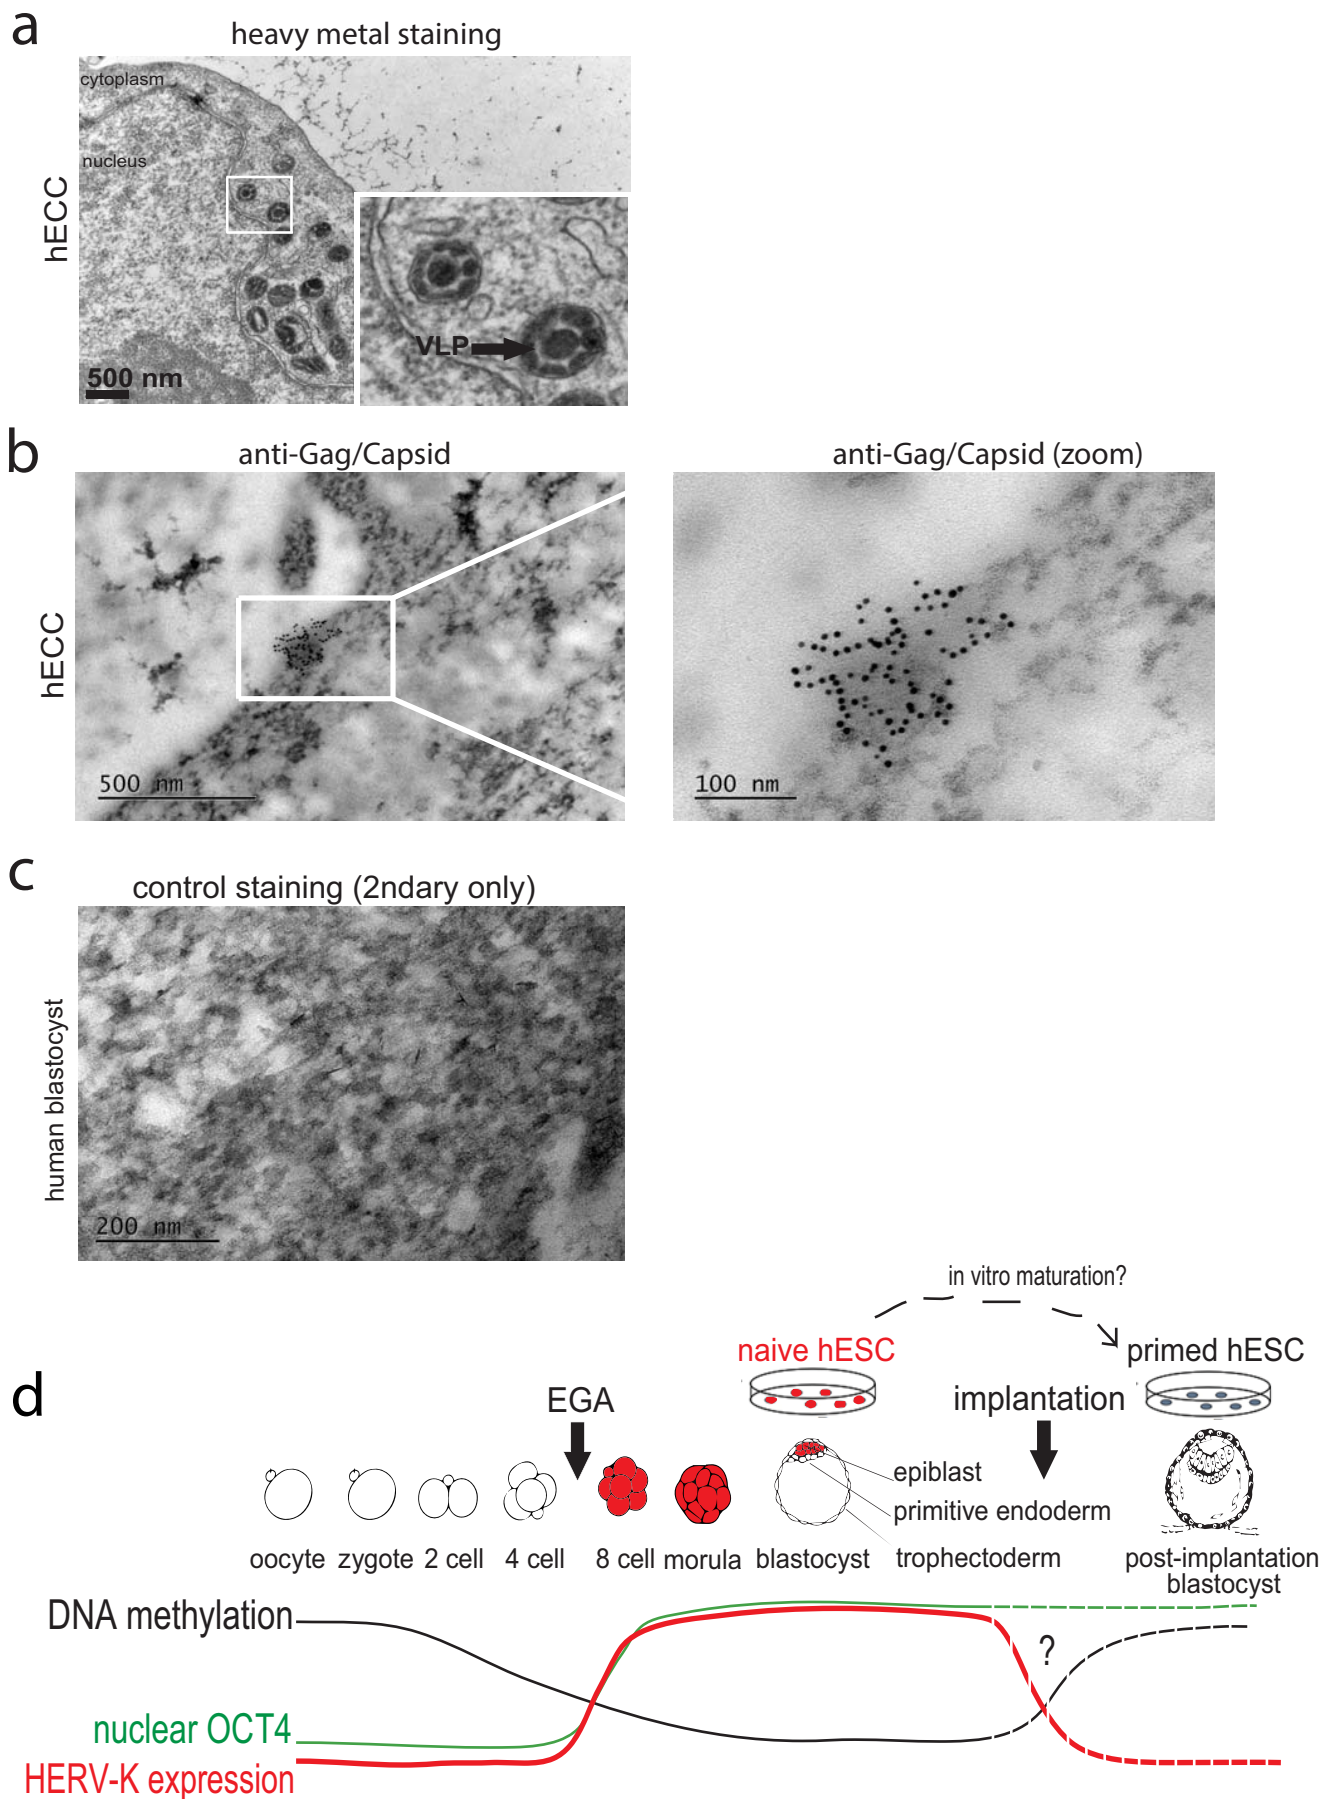 a
heavy metal staining
cytoplasm
nucleus
hECC
VLP
500 nm
b
anti-Gag/Capsid
anti-Gag/Capsid (zoom)
hECC
500 nm
100 nm
c
control staining (2ndary only)
human blastocyst
200 nm
in vitro maturation?
naive hESC
primed hESC
d
EGA
implantation
epiblast
primitive endoderm
trophectoderm
oocyte zygote 2 cell 4 cell 8 cell morula blastocyst
post-implantation
blastocyst
DNA methylation
?
nuclear OCT4
HERV-K expression